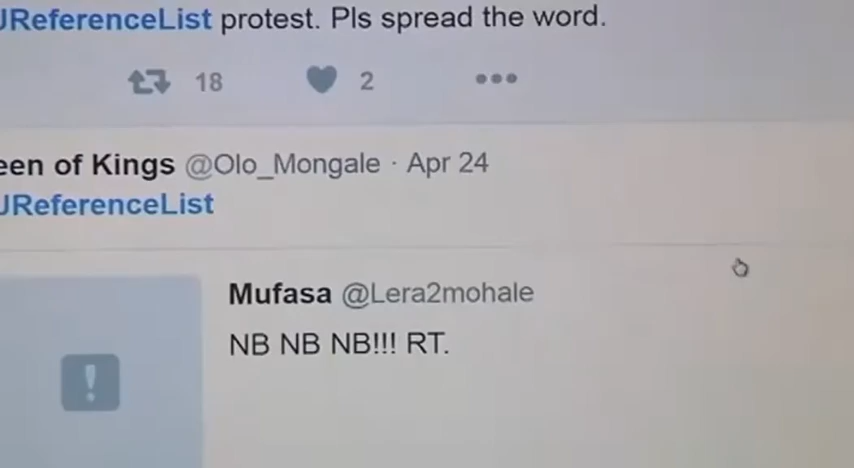 JReferenceList protest. Pls spread the word.
18 2
een of Kings @Olo_Mongale · Apr 24
JReferenceList
Mufasa @Lera2mohale
NB NB NB!!! RT.